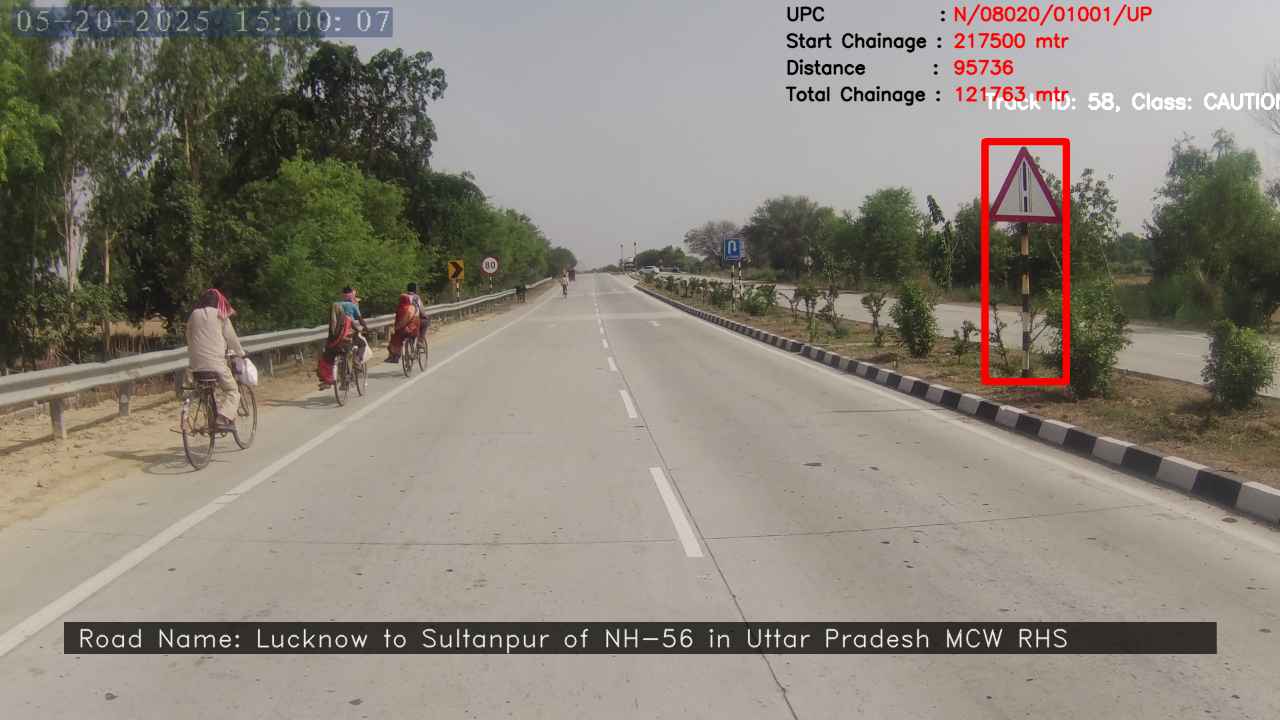 05-20-2025 15:00:07
UPC : N/08020/01001/UP
Start Chainage : 217500 mtr
Distance : 95736
Total Chainage : 121763 mtr
Track ID: 58, Class: CAUTION
80
Road Name: Lucknow to Sultanpur of NH-56 in Uttar Pradesh MCW RHS